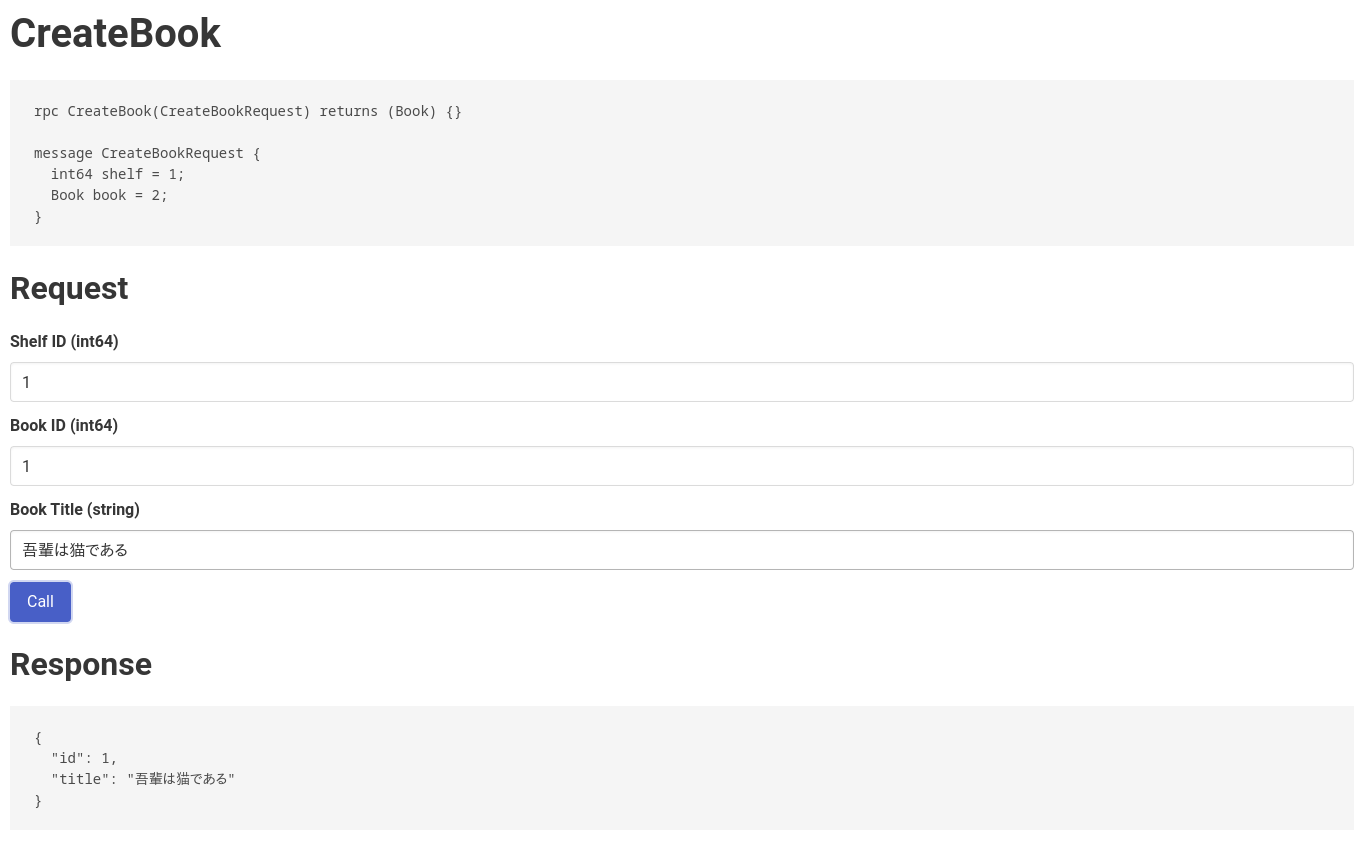 CreateBook
rpc CreateBook(CreateBookRequest) returns (Book) {}
message CreateBookRequest {
  int64 shelf = 1;
  Book book = 2;
}
Request
Shelf ID (int64)
1
Book ID (int64)
1
Book Title (string)
吾輩は猫である
Call
Response
{
  "id": 1,
  "title": "吾輩は猫である"
}